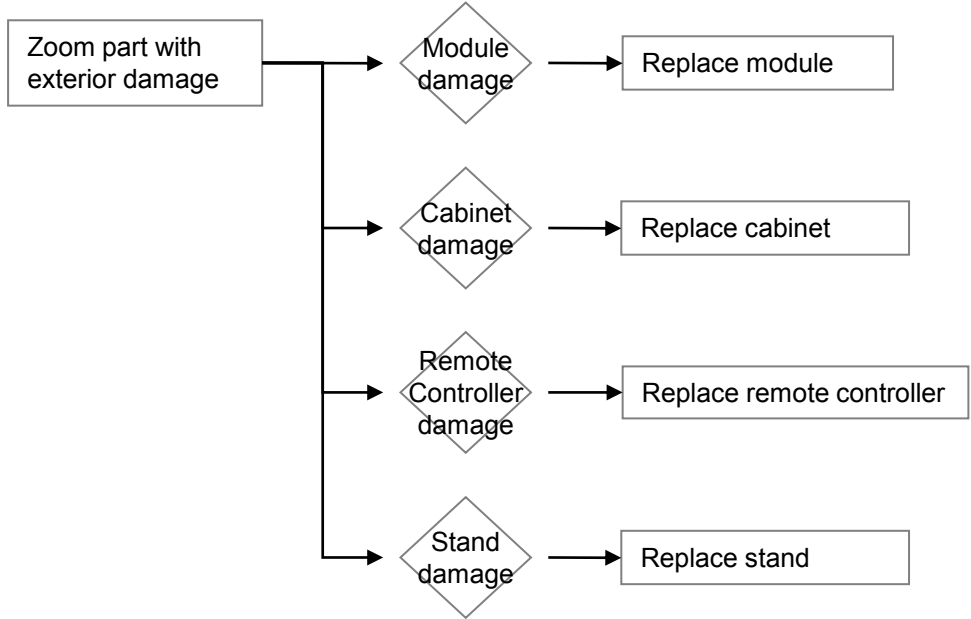 Zoom part with
exterior damage
Module
damage
Replace module
Cabinet
damage
Replace cabinet
Remote
Controller
damage
Replace remote controller
Stand
damage
Replace stand